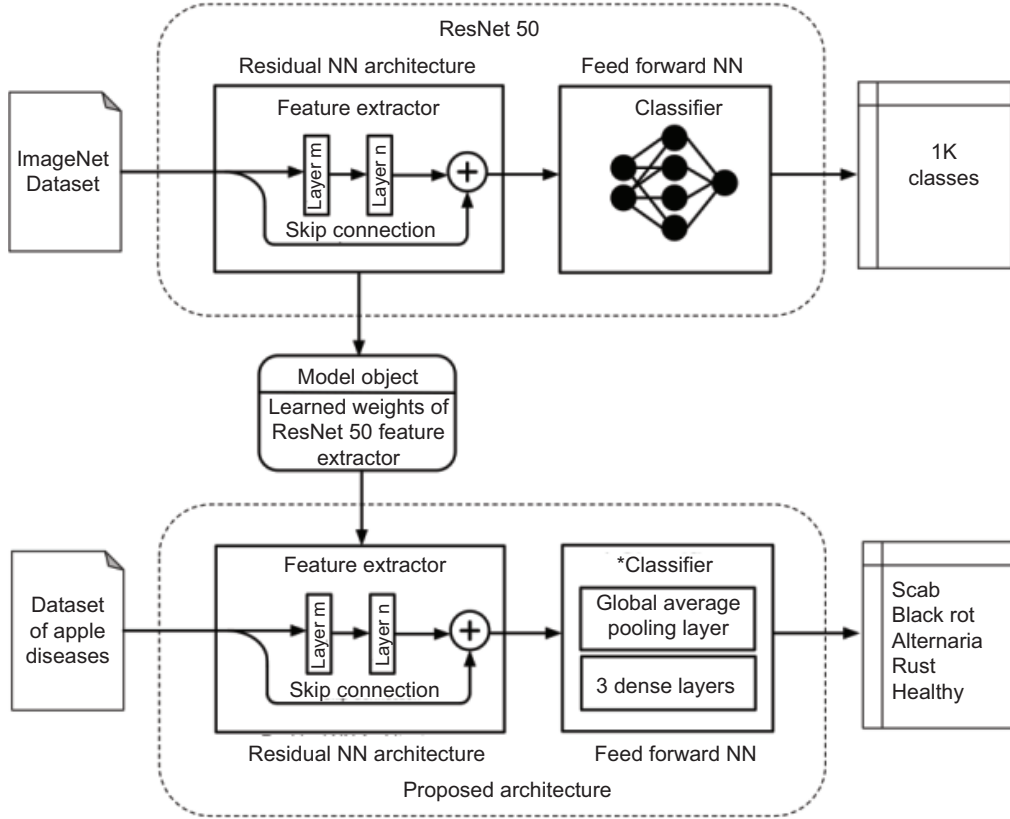 ResNet 50
Residual NN architecture
Feed forward NN
ImageNet
Dataset
Feature extractor
Layer m
Layer n
Skip connection
Classifier
1K
classes
Model object
Learned weights of
ResNet 50 feature
extractor
Dataset
of apple
diseases
Feature extractor
Layer m
Layer n
Skip connection
*Classifier
Global average
pooling layer
3 dense layers
Scab
Black rot
Alternaria
Rust
Healthy
Residual NN architecture
Feed forward NN
Proposed architecture